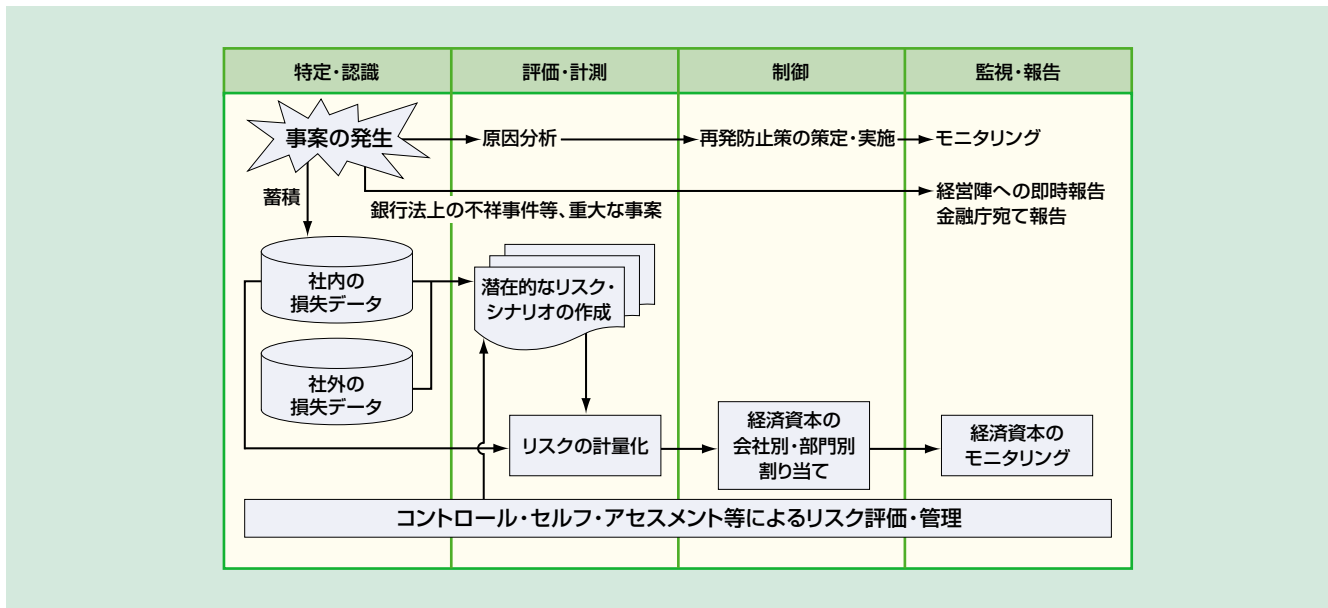 特定・認識
評価・計測
制御
監視・報告
事案の発生
原因分析
再発防止策の策定・実施
モニタリング
蓄積
銀行法上の不祥事件等、重大な事案
経営陣への即時報告
金融庁宛て報告
社内の
損失データ
潜在的なリスク・
シナリオの作成
社外の
損失データ
リスクの計量化
経済資本の
会社別・部門別
割り当て
経済資本の
モニタリング
コントロール・セルフ・アセスメント等によるリスク評価・管理